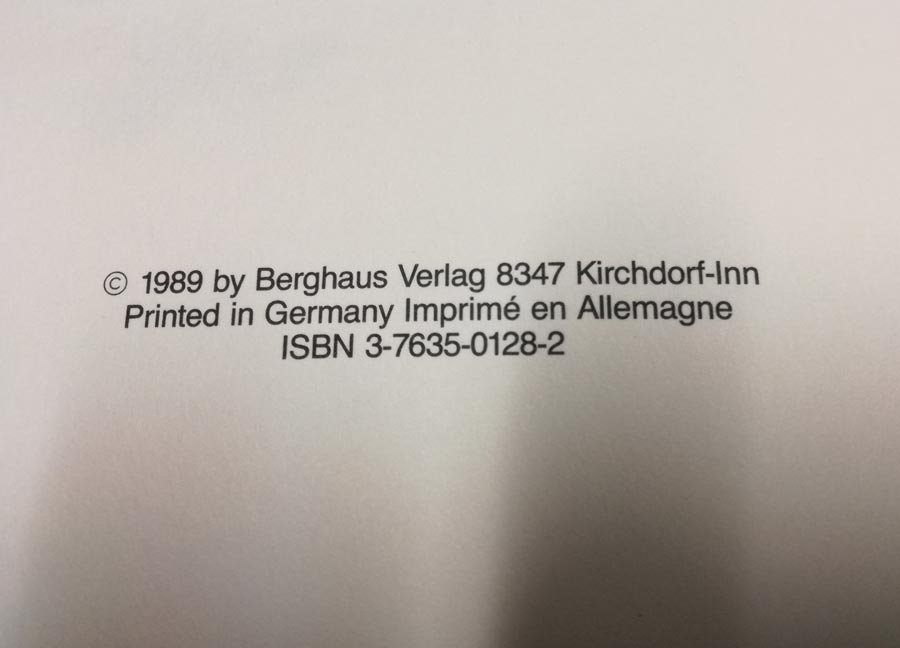 © 1989 by Berghaus Verlag 8347 Kirchdorf-Inn
Printed in Germany Imprimé en Allemagne
ISBN 3-7635-0128-2